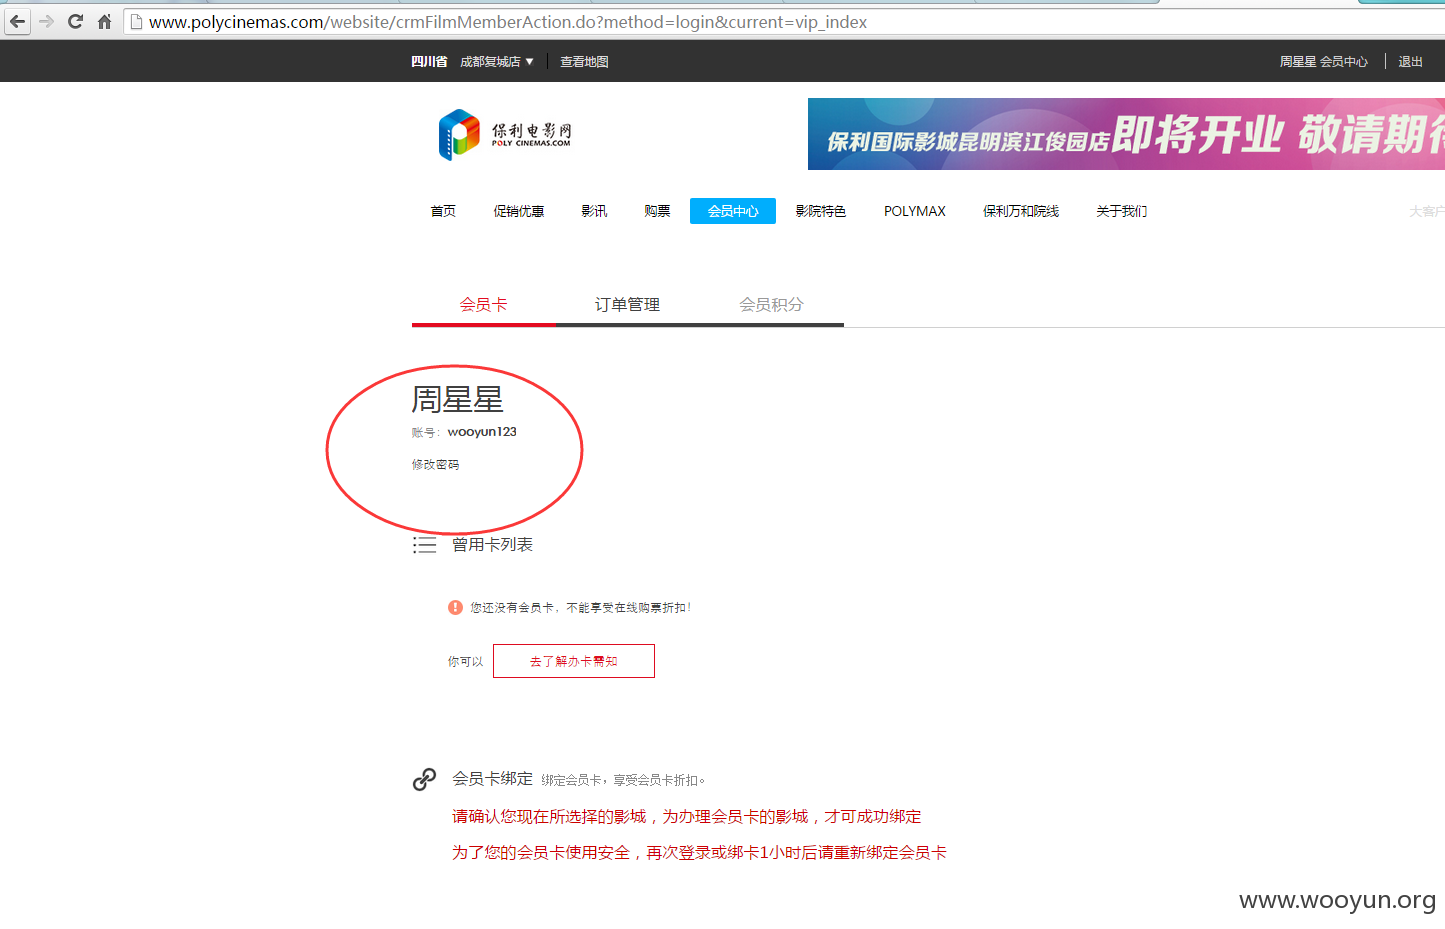 www.polycinemas.com/website/crmFilmMemberAction.do?method=login&current=vip_index
四川省 成都复城店 ▼ 查看地图 周星星 会员中心 退出
保利电影网
POLY CINEMAS.COM
保利国际影城昆明滨江俊园店即将开业 敬请期待
首页 促销优惠 影讯 购票 会员中心 影院特色 POLYMAX 保利万和院线 关于我们 大客户
会员卡 订单管理 会员积分
周星星
账号：wooyun123
修改密码
曾用卡列表
您还没有会员卡，不能享受在线购票折扣！
你可以 去了解办卡需知
会员卡绑定 绑定会员卡，享受会员卡折扣。
请确认您现在所选择的影城，为办理会员卡的影城，才可成功绑定
为了您的会员卡使用安全，再次登录或绑卡1小时后请重新绑定会员卡
www.wooyun.org